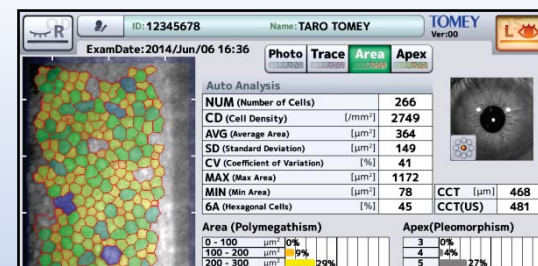 R ID: 12345678 Name: TARO TOMEY TOMEY L
Ver:00
ExamDate:2014/Jun/06 16:36 Photo Trace Area Apex
Auto Analysis
NUM (Number of Cells) 266
CD (Cell Density) [/mm²] 2749
AVG (Average Area) [μm²] 364
SD (Standard Deviation) [μm²] 149
CV (Coefficient of Variation) [%] 41
MAX (Max Area) [μm²] 1172
MIN (Min Area) [μm²] 78 CCT [μm] 468
6A (Hexagonal Cells) [%] 45 CCT(US) 481
Area (Polymegathism) Apex(Pleomorphism)
0 - 100 μm² 0% 3 0%
100 - 200 μm² 9% 4 4%
200 - 300 μm² 29% 5 27%